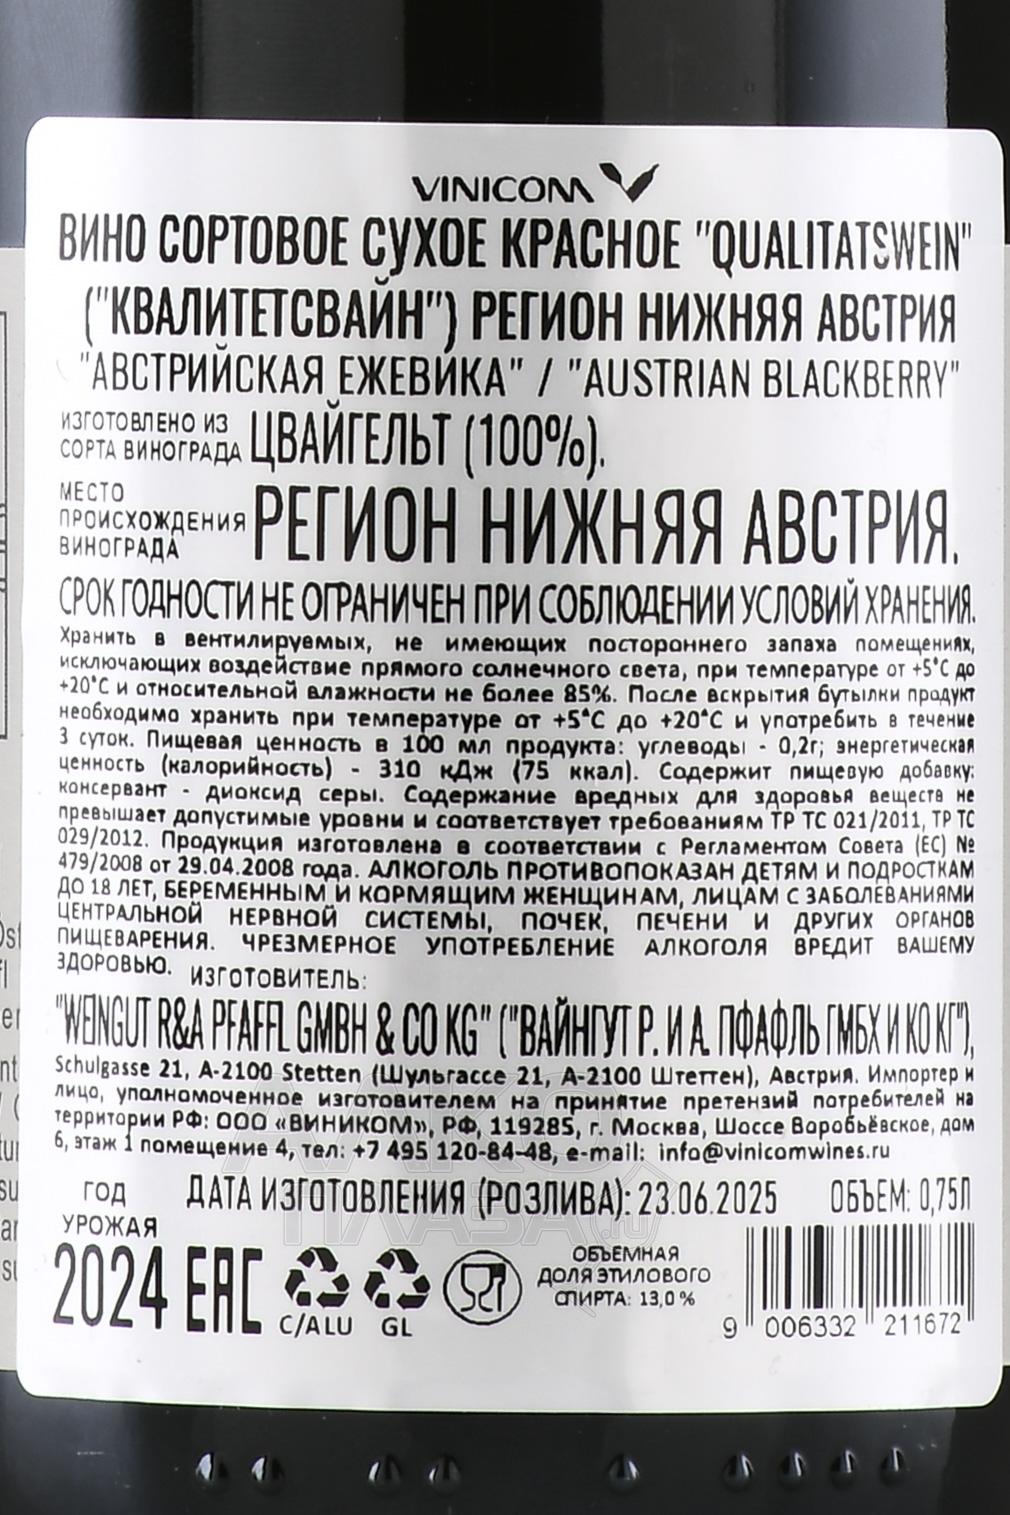 VINICOM
ВИНО СОРТОВОЕ СУХОЕ КРАСНОЕ "QUALITATSWEIN"
("КВАЛИТЕТСВАЙН") РЕГИОН НИЖНЯЯ АВСТРИЯ
"АВСТРИЙСКАЯ ЕЖЕВИКА" / "AUSTRIAN BLACKBERRY"
ИЗГОТОВЛЕНО ИЗ
СОРТА ВИНОГРАДА ЦВАЙГЕЛЬТ (100%).
МЕСТО
ПРОИСХОЖДЕНИЯ
ВИНОГРАДА РЕГИОН НИЖНЯЯ АВСТРИЯ.
СРОК ГОДНОСТИ НЕ ОГРАНИЧЕН ПРИ СОБЛЮДЕНИИ УСЛОВИЙ ХРАНЕНИЯ.
Хранить в вентилируемых, не имеющих постороннего запаха помещениях,
исключающих воздействие прямого солнечного света, при температуре от +5°С до
+20°С и относительной влажности не более 85%. После вскрытия бутылки продукт
необходимо хранить при температуре от +5°С до +20°С и употребить в течение
3 суток. Пищевая ценность в 100 мл продукта: углеводы - 0,2г; энергетическая
ценность (калорийность) - 310 кДж (75 ккал). Содержит пищевую добавку:
консервант - диоксид серы. Содержание вредных для здоровья веществ не
превышает допустимые уровни и соответствует требованиям ТР ТС 021/2011, ТР ТС
029/2012. Продукция изготовлена в соответствии с Регламентом Совета (ЕС) №
479/2008 от 29.04.2008 года. АЛКОГОЛЬ ПРОТИВОПОКАЗАН ДЕТЯМ И ПОДРОСТКАМ
ДО 18 ЛЕТ, БЕРЕМЕННЫМ И КОРМЯЩИМ ЖЕНЩИНАМ, ЛИЦАМ С ЗАБОЛЕВАНИЯМИ
ЦЕНТРАЛЬНОЙ НЕРВНОЙ СИСТЕМЫ, ПОЧЕК, ПЕЧЕНИ И ДРУГИХ ОРГАНОВ
ПИЩЕВАРЕНИЯ. ЧРЕЗМЕРНОЕ УПОТРЕБЛЕНИЕ АЛКОГОЛЯ ВРЕДИТ ВАШЕМУ
ЗДОРОВЬЮ. ИЗГОТОВИТЕЛЬ:
"WEINGUT R&A PFAFFL GMBH & CO KG" ("ВАЙНГУТ Р. И А. ПФАФЛЬ ГМБХ И КО КГ"),
Schulgasse 21, A-2100 Stetten (Шульгассе 21, А-2100 Штеттен), Австрия. Импортер и
лицо, уполномоченное изготовителем на принятие претензий потребителей на
территории РФ: ООО «ВИНИКОМ», РФ, 119285, г. Москва, Шоссе Воробьёвское, дом
6, этаж 1 помещение 4, тел: +7 495 120-84-48, e-mail: info@vinicomwines.ru
ГОД
УРОЖАЯ
2024
ДАТА ИЗГОТОВЛЕНИЯ (РОЗЛИВА): 23.06.2025 ОБЪЕМ: 0,75Л
EAC
C/ALU GL
ОБЪЕМНАЯ
ДОЛЯ ЭТИЛОВОГО
СПИРТА: 13,0%
9 006332 211672